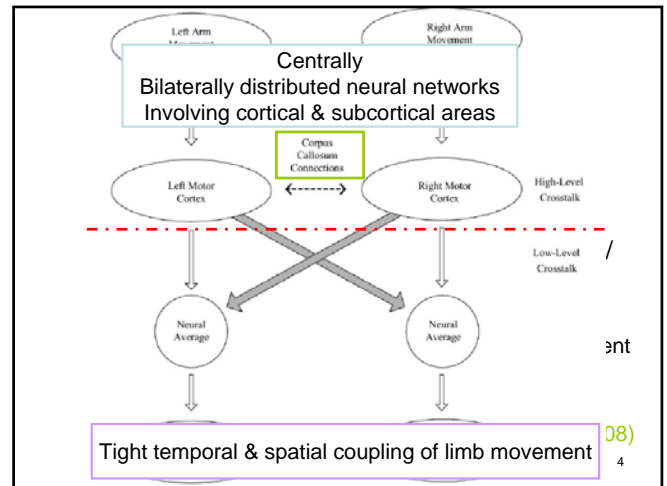 Left Arm
Movement
Right Arm
Movement
Centrally
Bilaterally distributed neural networks
Involving cortical & subcortical areas
Corpus
Callosum
Connections
Left Motor
Cortex
Right Motor
Cortex
High-Level
Crosstalk
Low-Level
Crosstalk
/
Neural
Average
Neural
Average
ent
08)
Tight temporal & spatial coupling of limb movement
4